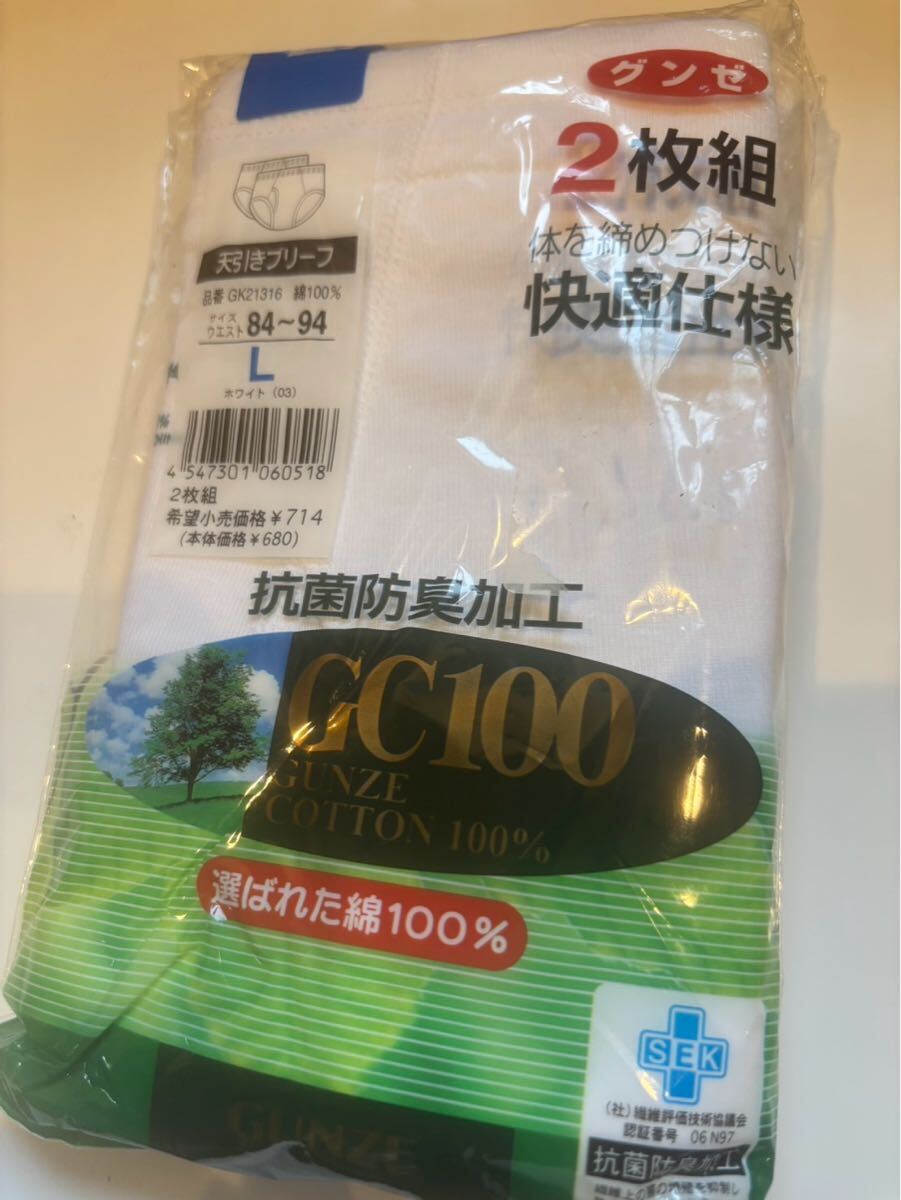 グンゼ
2枚組
体を締めつけない
快適仕様
天引きブリーフ
品番 GK21316 綿100%
サイズ
ウエスト 84~94
L
ホワイト (03)
4 547301 060518
2枚組
希望小売価格¥714
(本体価格¥680)
抗菌防臭加工
GC100
GUNZE
COTTON 100%
選ばれた綿100%
SEK
(社)繊維評価技術協議会
認証番号 06 N97
抗菌防臭加工
GUNZE